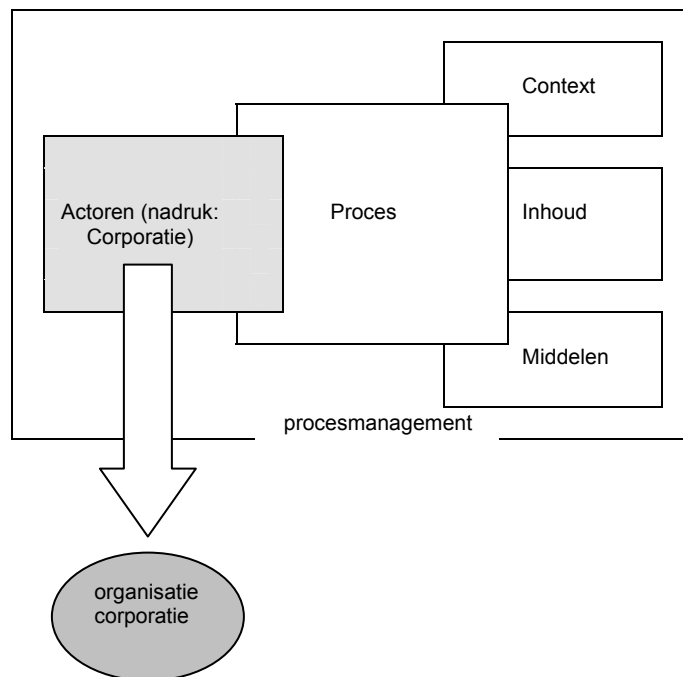 Context
Actoren (nadruk:
Corporatie)
Proces
Inhoud
Middelen
procesmanagement
organisatie
corporatie